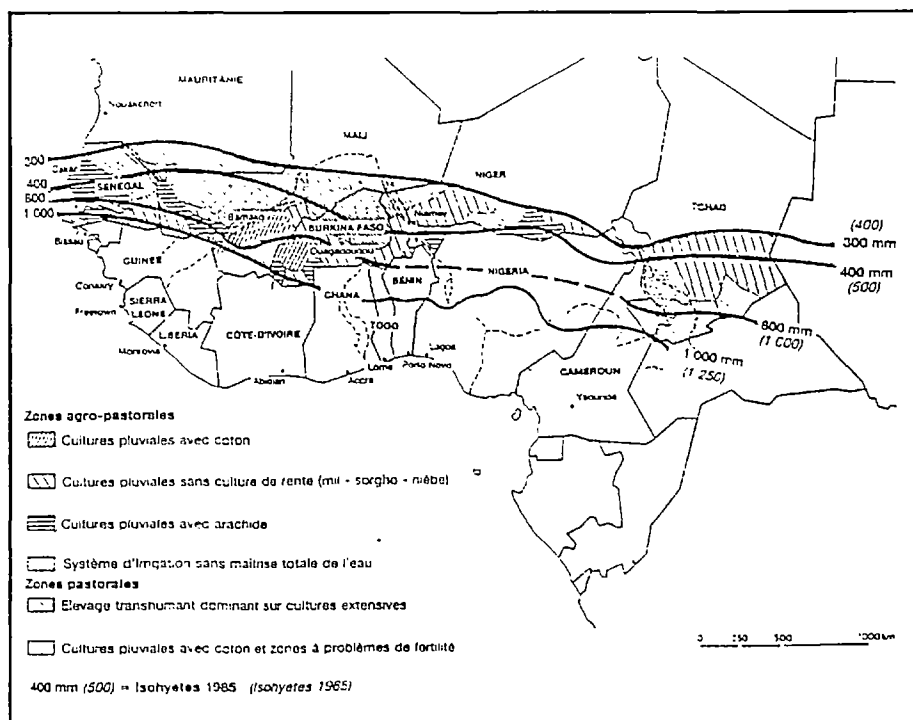 MAURITANIE
Nouakchott
MALI
NIGER
TCHAD
300
Dakar
400
SENEGAL
600
1 000
Bamako
BURKINA FASO
Niamey
Ouagadougou
Bissau
GUINEE
Conakry
Freetown
SIERRA
LEONE
LIBERIA
Monrovia
CÔTE-D'IVOIRE
Abidjan
GHANA
Accra
TOGO
Lome
BENIN
Porto Novo
Lagos
NIGERIA
CAMEROUN
Yaounde
(400)
300 mm
400 mm
(500)
800 mm
(1 000)
1 000 mm
(1 250)
Zones agro-pastorales
Cultures pluviales avec coton
Cultures pluviales sans culture de rente (mil - sorgho - niébé)
Cultures pluviales avec arachide
Système d'Irrigation sans maitrise totale de l'eau
Zones pastorales
Elevage transhumant dominant sur cultures extensives
Cultures pluviales avec coton et zones à problèmes de fertilité
400 mm (500) = Isohyetes 1985 (Isohyetes 1965)
0 250 500 1000 km